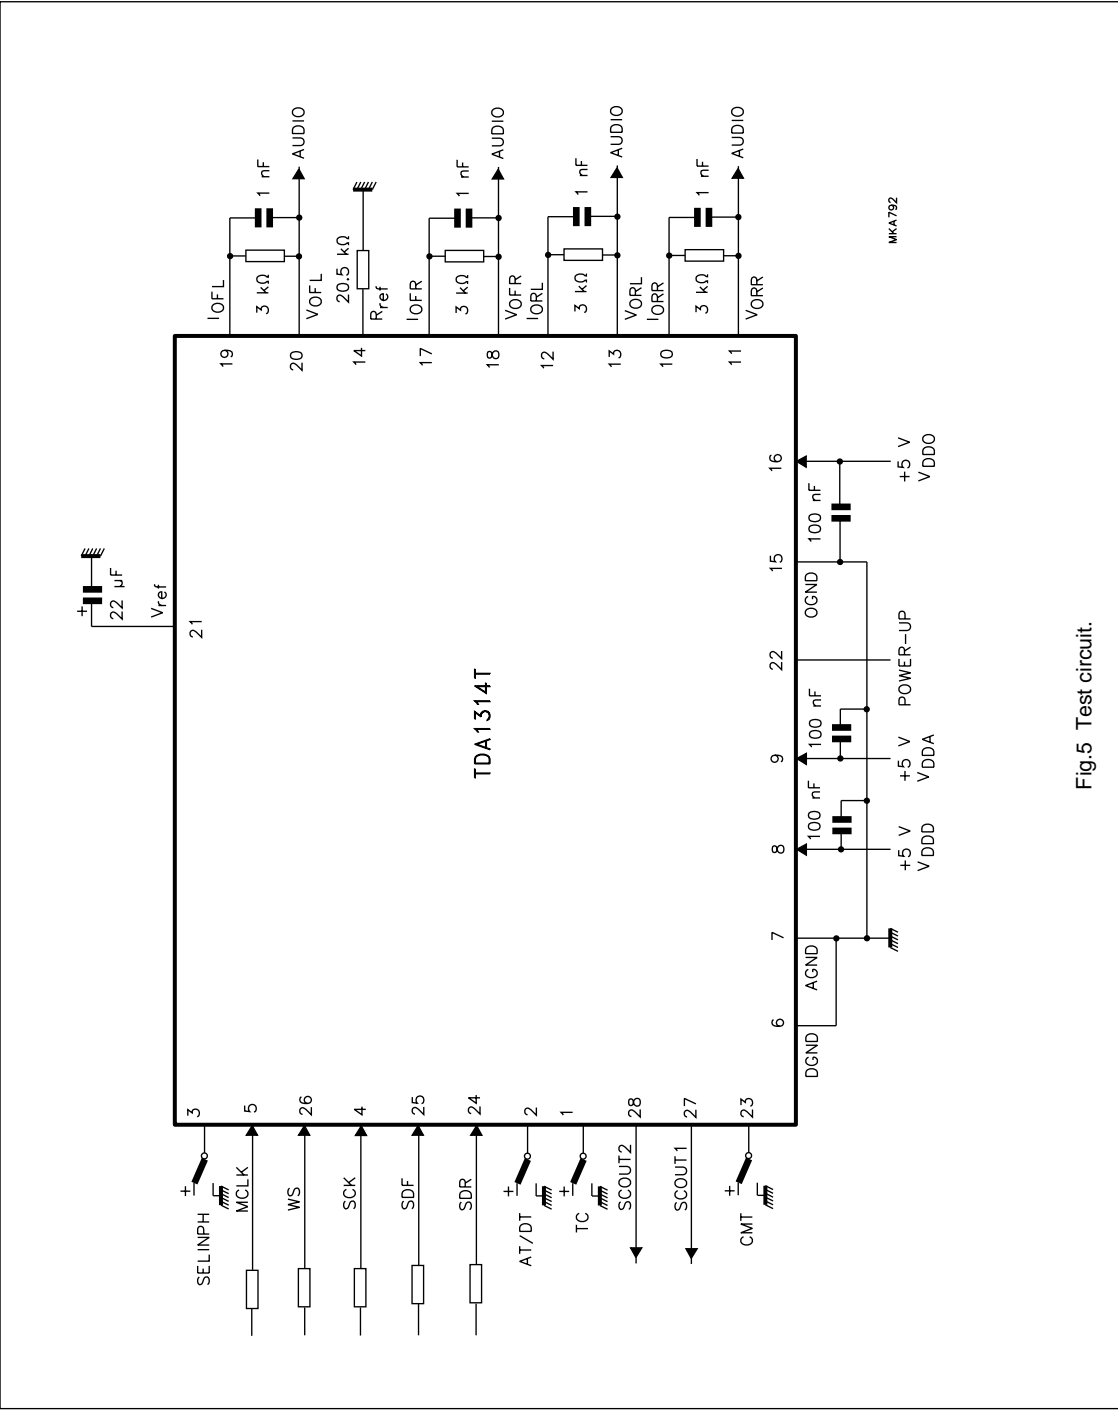 SELINPH
3
MCLK
5
WS
26
SCK
4
SDF
25
SDR
24
AT/DT
2
TC
1
SCOUT2
28
SCOUT1
27
CMT
23
+
+
+
+
+
22 µF
Vref
21
TDA1314T
19
IOFL
3 kΩ
1 nF
20
VOFL
AUDIO
14
Rref
20.5 kΩ
17
IOFR
3 kΩ
1 nF
18
VOFR
AUDIO
12
IORL
3 kΩ
1 nF
13
VORL
AUDIO
10
IORR
3 kΩ
1 nF
11
VORR
AUDIO
6
DGND
7
AGND
8
100 nF
+5 V
VDDD
9
100 nF
+5 V
VDDA
22
POWER-UP
15
OGND
100 nF
16
+5 V
VDDO
MKA792
Fig.5 Test circuit.